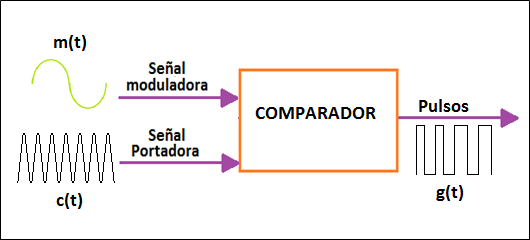 m(t)
Señal
moduladora
COMPARADOR
Pulsos
Señal
Portadora
c(t)
g(t)